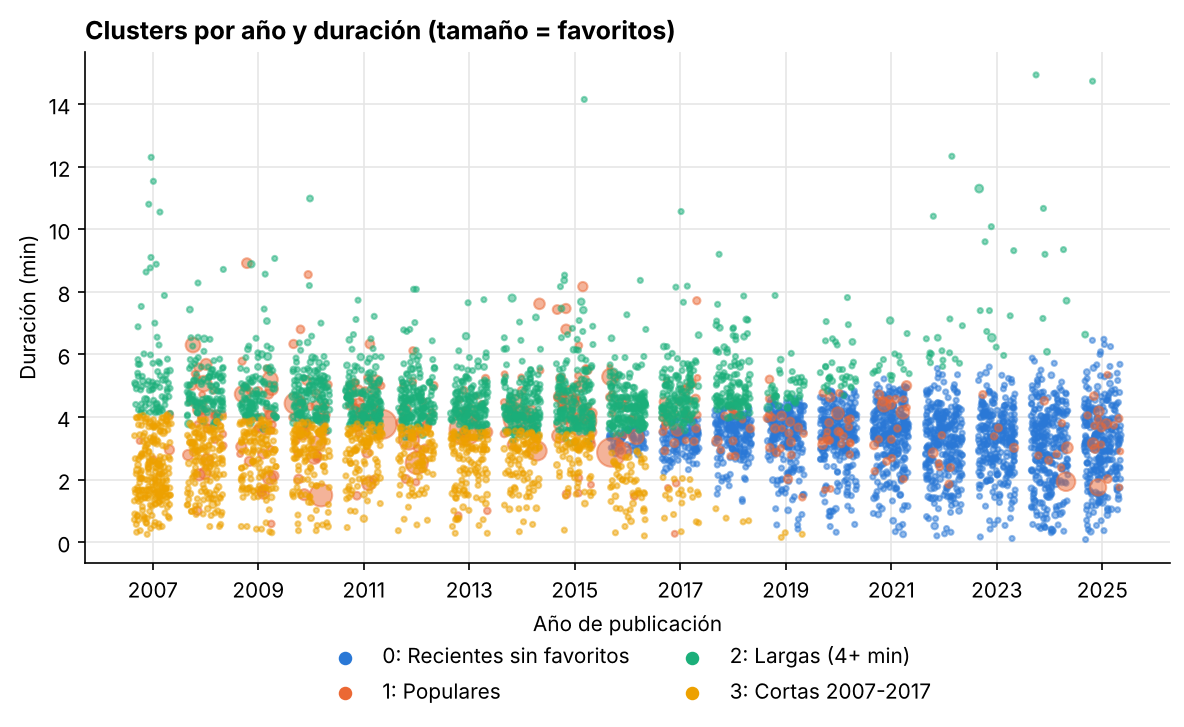 Clusters por año y duración (tamaño = favoritos)
Duración (min)
14
12
10
8
6
4
2
0
2007 2009 2011 2013 2015 2017 2019 2021 2023 2025
Año de publicación
0: Recientes sin favoritos 2: Largas (4+ min)
1: Populares 3: Cortas 2007-2017